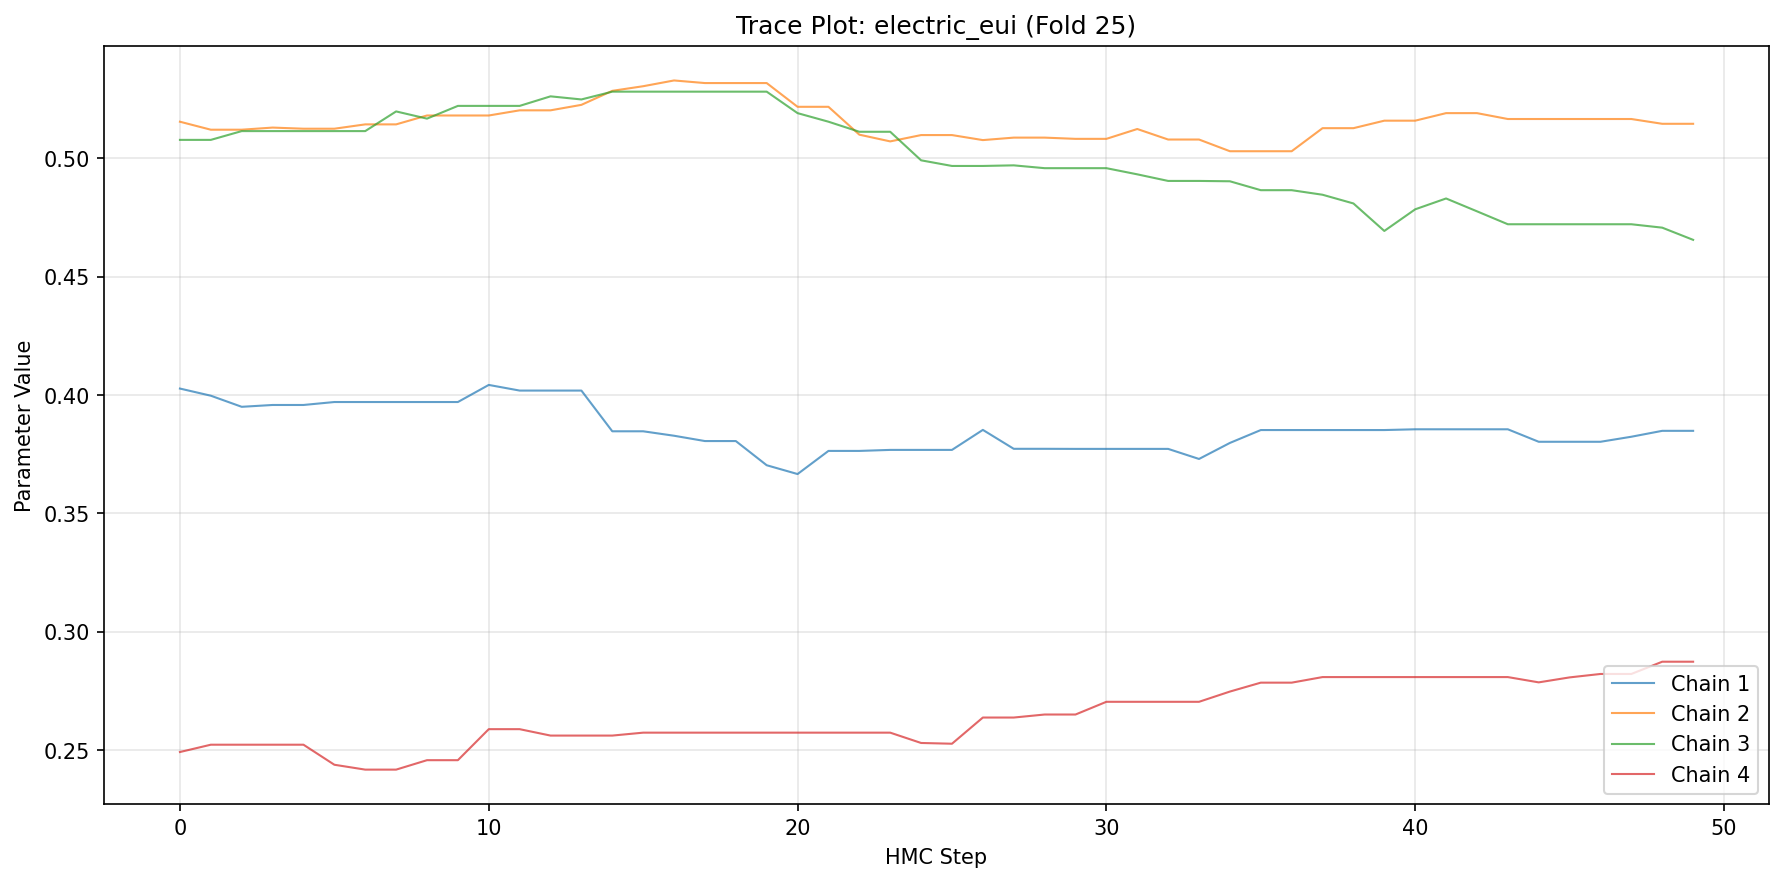 Trace Plot: electric_eui (Fold 25)
Parameter Value
0.50
0.45
0.40
0.35
0.30
0.25
Chain 1
Chain 2
Chain 3
Chain 4
0 10 20 30 40 50
HMC Step